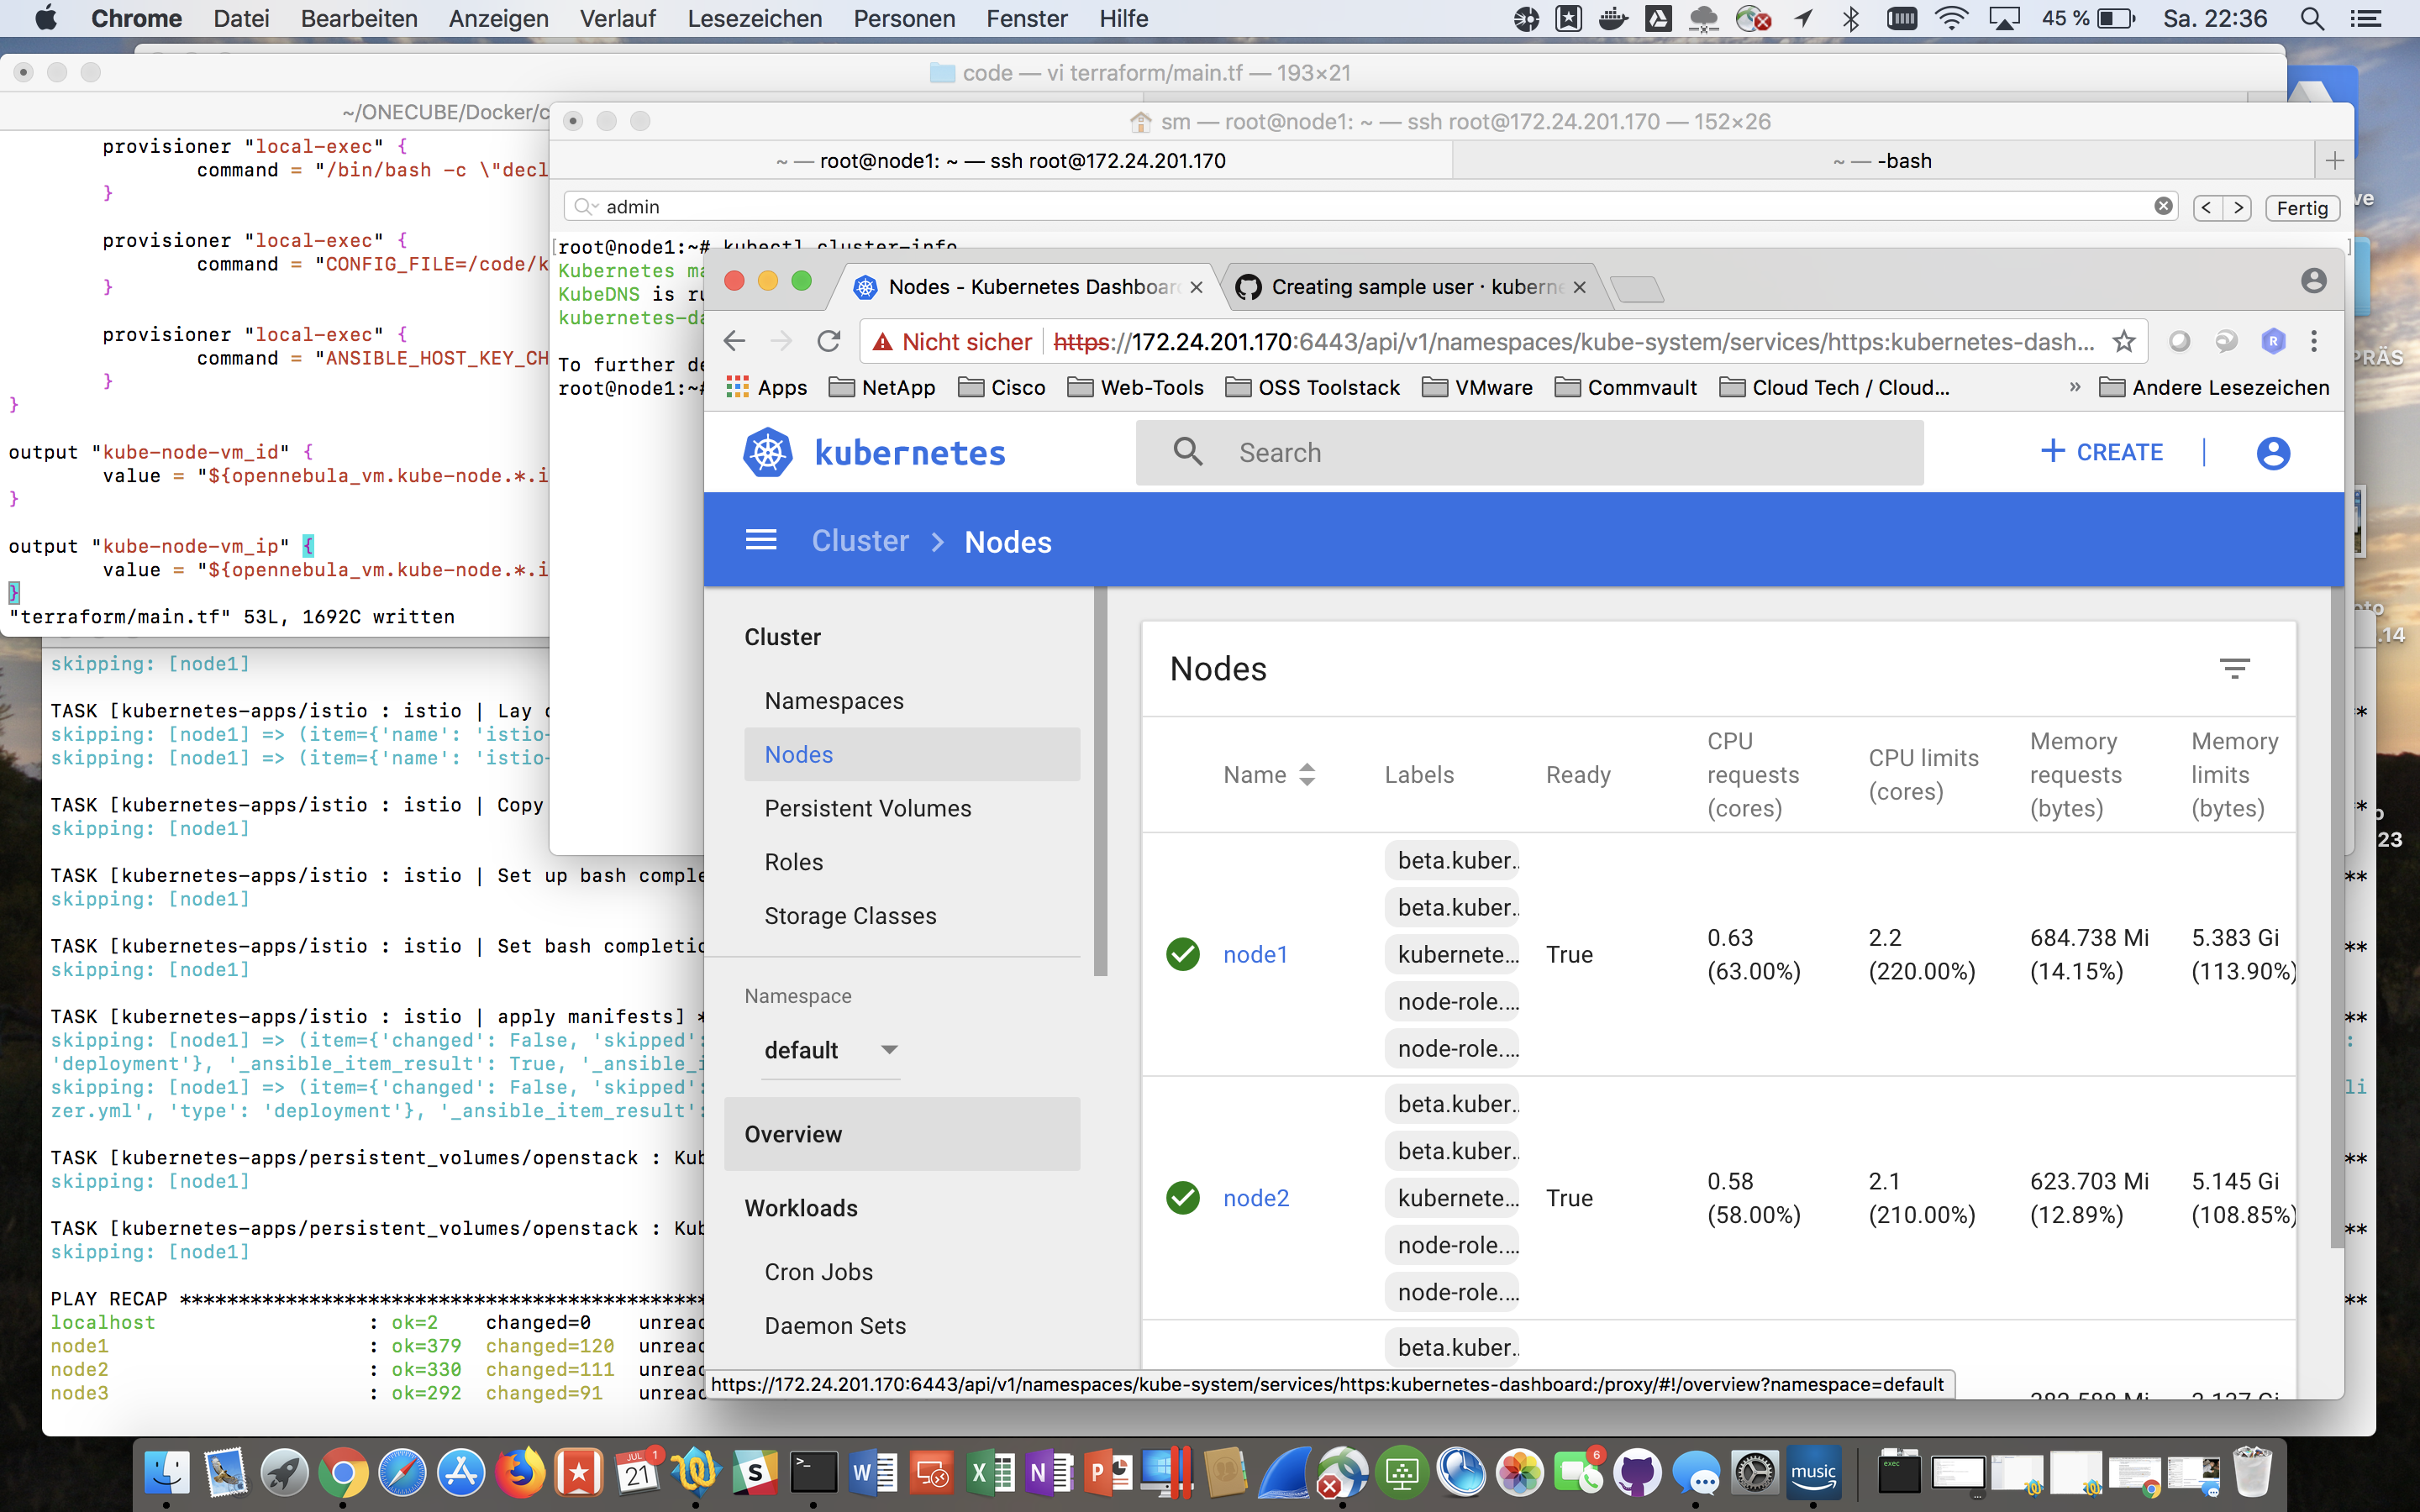 Chrome Datei Bearbeiten Anzeigen Verlauf Lesezeichen Personen Fenster Hilfe
45 % Sa. 22:36
code — vi terraform/main.tf — 193×21
~/ONECUBE/Docker/c
provisioner "local-exec" {
command = "/bin/bash -c \"decl
}
provisioner "local-exec" {
command = "CONFIG_FILE=/code/k
}
provisioner "local-exec" {
command = "ANSIBLE_HOST_KEY_CH
}
}
output "kube-node-vm_id" {
value = "${opennebula_vm.kube-node.*.i
}
output "kube-node-vm_ip" {
value = "${opennebula_vm.kube-node.*.i
}
"terraform/main.tf" 53L, 1692C written
sm — root@node1: ~ — ssh root@172.24.201.170 — 152×26
~ — root@node1: ~ — ssh root@172.24.201.170
~ — -bash
admin
Fertig
root@node1:~# kubectl cluster-info
Kubernetes ma
KubeDNS is ru
kubernetes-da
To further de
root@node1:~#
Nodes - Kubernetes Dashboar
Creating sample user · kuberne
Nicht sicher https://172.24.201.170:6443/api/v1/namespaces/kube-system/services/https:kubernetes-dash...
Apps NetApp Cisco Web-Tools OSS Toolstack VMware Commvault Cloud Tech / Cloud... » Andere Lesezeichen
kubernetes
Search
+ CREATE
Cluster > Nodes
Cluster
Namespaces
Nodes
Persistent Volumes
Roles
Storage Classes
Namespace
default
Overview
Workloads
Cron Jobs
Daemon Sets
Nodes
Name Labels Ready CPU requests (cores) CPU limits (cores) Memory requests (bytes) Memory limits (bytes)
beta.kuber...
beta.kuber...
kubernete...
node-role....
node-role....
node1 True 0.63 (63.00%) 2.2 (220.00%) 684.738 Mi (14.15%) 5.383 Gi (113.90%)
beta.kuber...
beta.kuber...
kubernete...
node-role....
node-role....
node2 True 0.58 (58.00%) 2.1 (210.00%) 623.703 Mi (12.89%) 5.145 Gi (108.85%)
beta.kuber...
https://172.24.201.170:6443/api/v1/namespaces/kube-system/services/https:kubernetes-dashboard:/proxy/#!/overview?namespace=default
skipping: [node1]
TASK [kubernetes-apps/istio : istio | Lay
skipping: [node1] => (item={'name': 'istio-
skipping: [node1] => (item={'name': 'istio-
TASK [kubernetes-apps/istio : istio | Copy
skipping: [node1]
TASK [kubernetes-apps/istio : istio | Set up bash comple
skipping: [node1]
TASK [kubernetes-apps/istio : istio | Set bash completio
skipping: [node1]
TASK [kubernetes-apps/istio : istio | apply manifests] *
skipping: [node1] => (item={'changed': False, 'skipped':
'deployment'}, '_ansible_item_result': True, '_ansible_i
skipping: [node1] => (item={'changed': False, 'skipped':
zer.yml', 'type': 'deployment'}, '_ansible_item_result':
TASK [kubernetes-apps/persistent_volumes/openstack : Kub
skipping: [node1]
TASK [kubernetes-apps/persistent_volumes/openstack : Kub
skipping: [node1]
PLAY RECAP *********************************************
localhost : ok=2 changed=0 unreac
node1 : ok=379 changed=120 unreac
node2 : ok=330 changed=111 unreac
node3 : ok=292 changed=91 unreac
ve
PRÄS
.14
23
li
JUL 21
1
6
music
exec